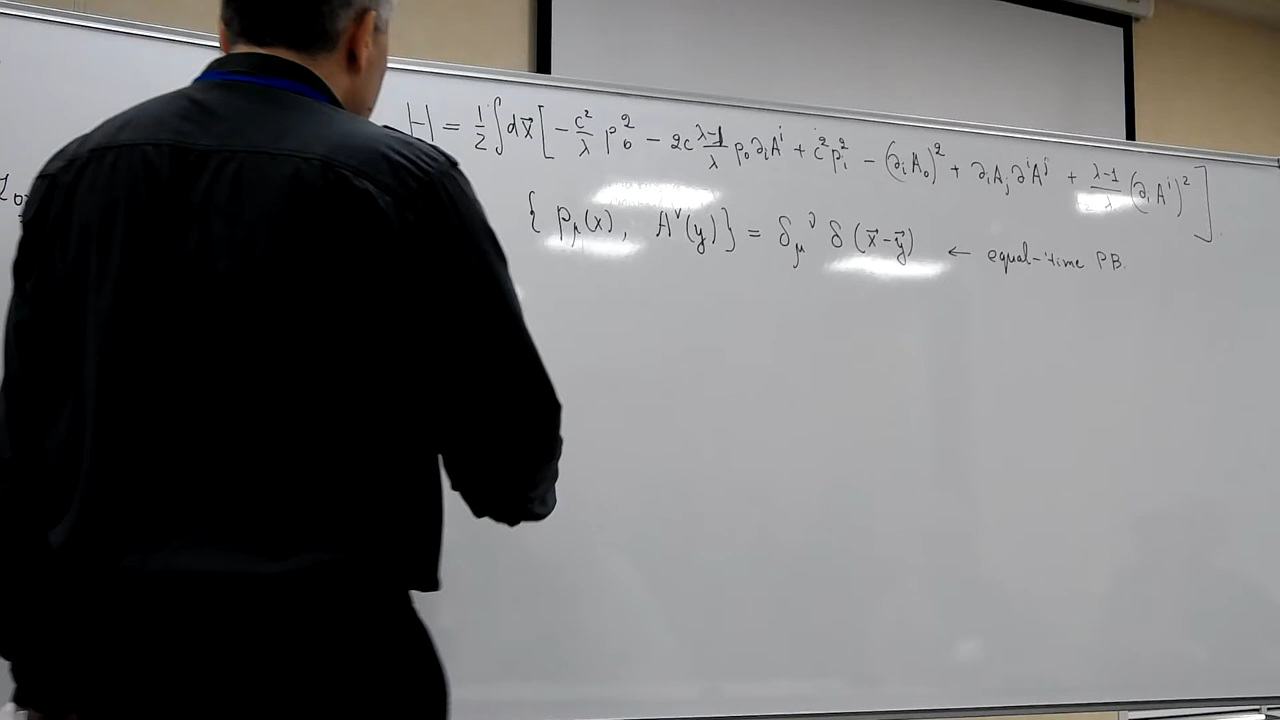 H = 1/2 ∫ dx⃗ [ − c²/λ p₀² − 2c (λ−1)/λ p₀ ∂ᵢAⁱ + c² pᵢ² − (∂ᵢA₀)² + ∂ᵢAⱼ ∂ⁱAʲ + (λ−1)/λ (∂ᵢAⁱ)² ]
{ p_μ(x), A^ν(y) } = δ_μ^ν δ(x⃗−y⃗) ← equal-time PB.